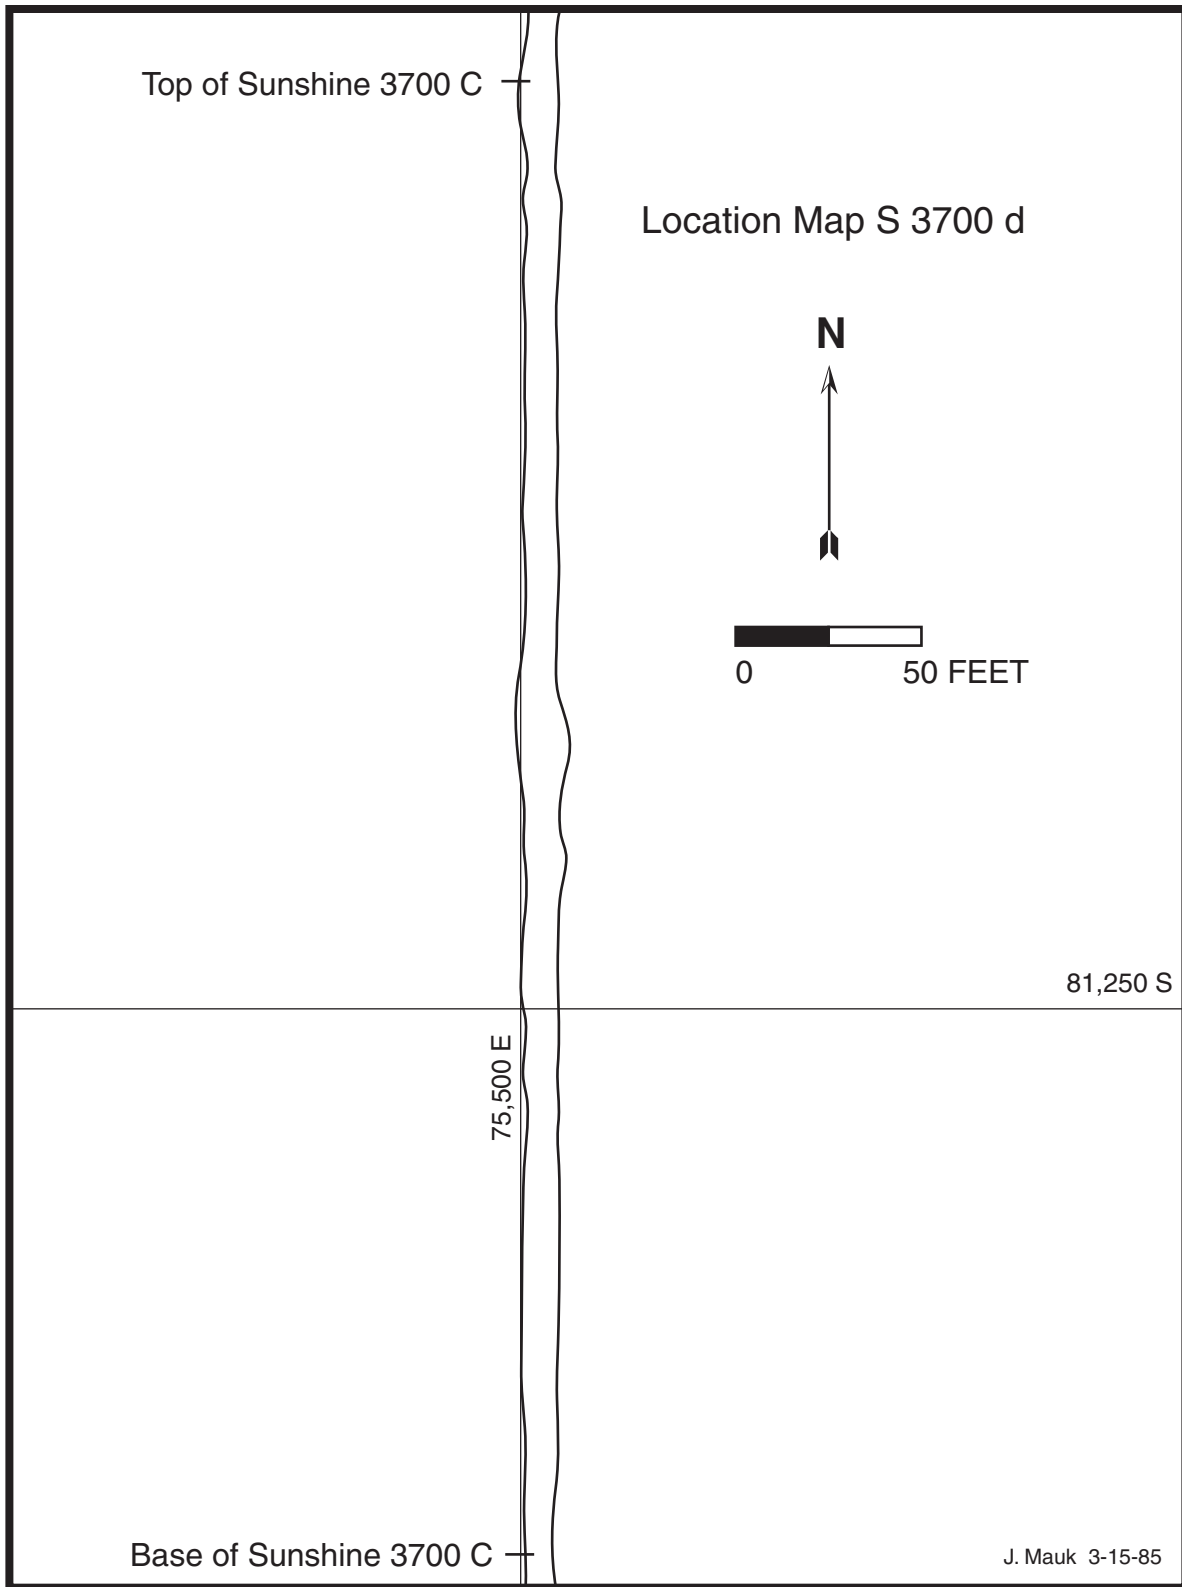 Top of Sunshine 3700 C
Location Map S 3700 d
N
0 50 FEET
81,250 S
75,500 E
Base of Sunshine 3700 C
J. Mauk 3-15-85